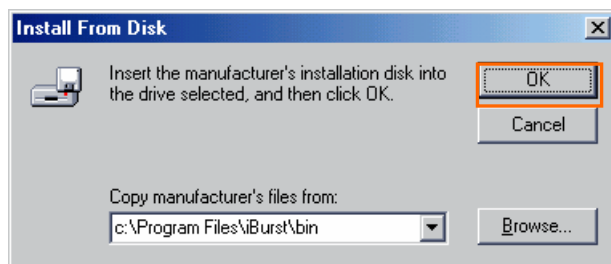 Install From Disk
Insert the manufacturer's installation disk into
the drive selected, and then click OK.
OK
Cancel
Copy manufacturer's files from:
c:\Program Files\iBurst\bin
Browse...